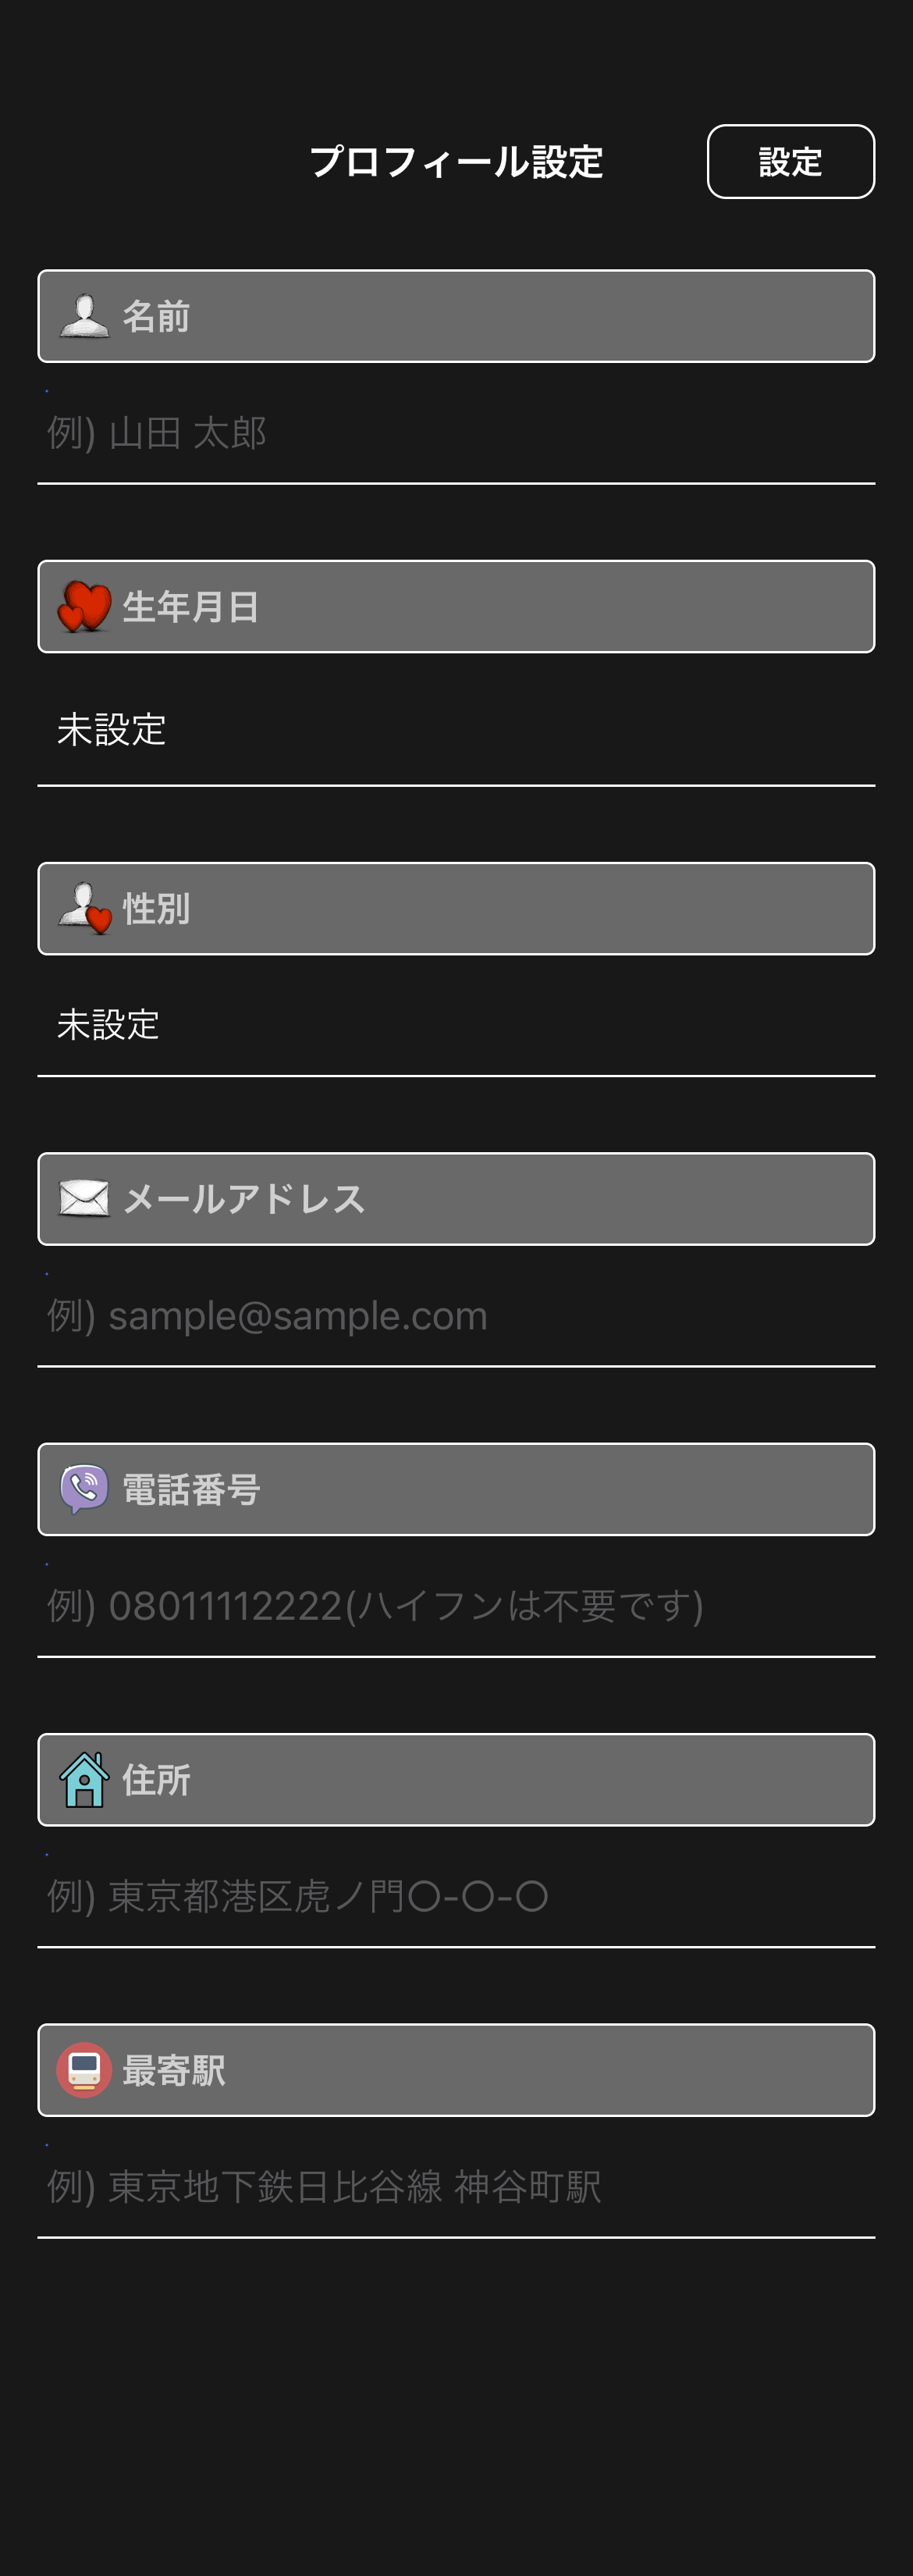 プロフィール設定
設定
名前
例) 山田 太郎
生年月日
未設定
性別
未設定
メールアドレス
例) sample@sample.com
電話番号
例) 08011112222(ハイフンは不要です)
住所
例) 東京都港区虎ノ門〇-〇-〇
最寄駅
例) 東京地下鉄日比谷線 神谷町駅